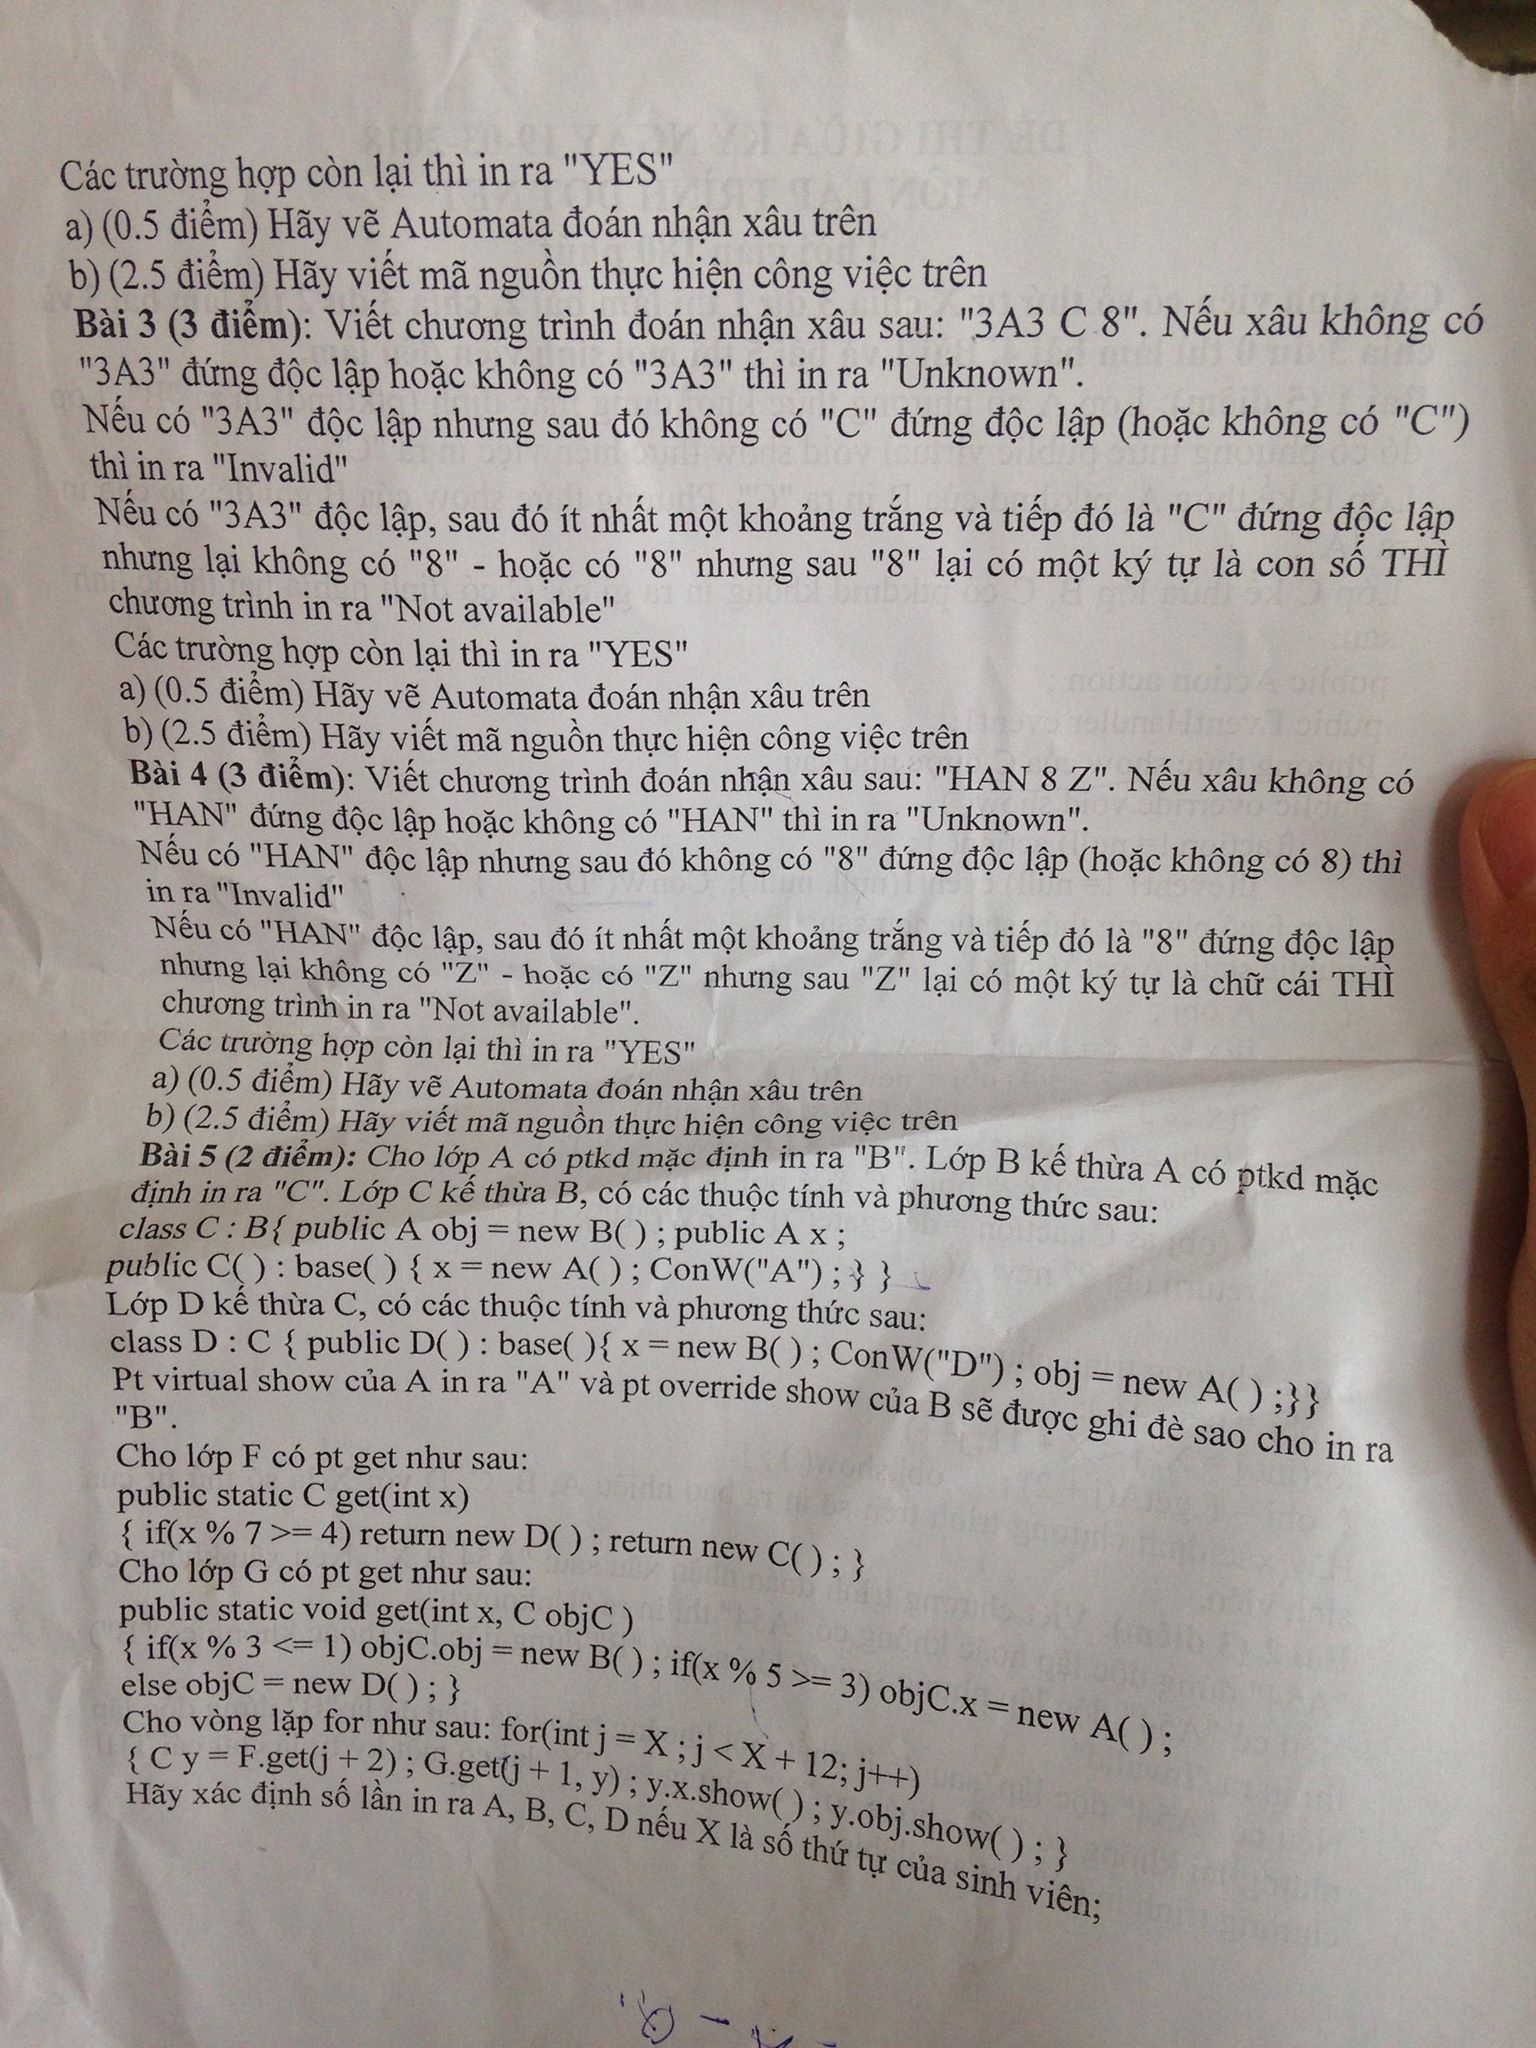 Các trường hợp còn lại thì in ra "YES"
a) (0.5 điểm) Hãy vẽ Automata đoán nhận xâu trên
b) (2.5 điểm) Hãy viết mã nguồn thực hiện công việc trên
Bài 3 (3 điểm): Viết chương trình đoán nhận xâu sau: "3A3 C 8". Nếu xâu không có
"3A3" đứng độc lập hoặc không có "3A3" thì in ra "Unknown".
Nếu có "3A3" độc lập nhưng sau đó không có "C" đứng độc lập (hoặc không có "C")
thì in ra "Invalid"
Nếu có "3A3" độc lập, sau đó ít nhất một khoảng trắng và tiếp đó là "C" đứng độc lập
nhưng lại không có "8" - hoặc có "8" nhưng sau "8" lại có một ký tự là con số THÌ
chương trình in ra "Not available"
Các trường hợp còn lại thì in ra "YES"
a) (0.5 điểm) Hãy vẽ Automata đoán nhận xâu trên
b) (2.5 điểm) Hãy viết mã nguồn thực hiện công việc trên
Bài 4 (3 điểm): Viết chương trình đoán nhận xâu sau: "HAN 8 Z". Nếu xâu không có
"HAN" đứng độc lập hoặc không có "HAN" thì in ra "Unknown".
Nếu có "HAN" độc lập nhưng sau đó không có "8" đứng độc lập (hoặc không có 8) thì
in ra "Invalid"
Nếu có "HAN" độc lập, sau đó ít nhất một khoảng trắng và tiếp đó là "8" đứng độc lập
nhưng lại không có "Z" - hoặc có "Z" nhưng sau "Z" lại có một ký tự là chữ cái THÌ
chương trình in ra "Not available".
Các trường hợp còn lại thì in ra "YES"
a) (0.5 điểm) Hãy vẽ Automata đoán nhận xâu trên
b) (2.5 điểm) Hãy viết mã nguồn thực hiện công việc trên
Bài 5 (2 điểm): Cho lớp A có ptkd mặc định in ra "B". Lớp B kế thừa A có ptkd mặc
định in ra "C". Lớp C kế thừa B, có các thuộc tính và phương thức sau:
class C : B{ public A obj = new B( ) ; public A x ;
public C( ) : base( ) { x = new A( ) ; ConW("A") ; } }
Lớp D kế thừa C, có các thuộc tính và phương thức sau:
class D : C { public D( ) : base( ){ x = new B( ) ; ConW("D") ; obj = new A( ) ;}}
Pt virtual show của A in ra "A" và pt override show của B sẽ được ghi đè sao cho in ra
"B".
Cho lớp F có pt get như sau:
public static C get(int x)
{ if(x % 7 >= 4) return new D( ) ; return new C( ) ; }
Cho lớp G có pt get như sau:
public static void get(int x, C objC )
{ if(x % 3 <= 1) objC.obj = new B( ) ; if(x % 5 >= 3) objC.x = new A( ) ;
else objC = new D( ) ; }
Cho vòng lặp for như sau: for(int j = X ; j < X + 12; j++)
{ C y = F.get(j + 2) ; G.get(j + 1, y) ; y.x.show( ) ; y.obj.show( ) ; }
Hãy xác định số lần in ra A, B, C, D nếu X là số thứ tự của sinh viên;